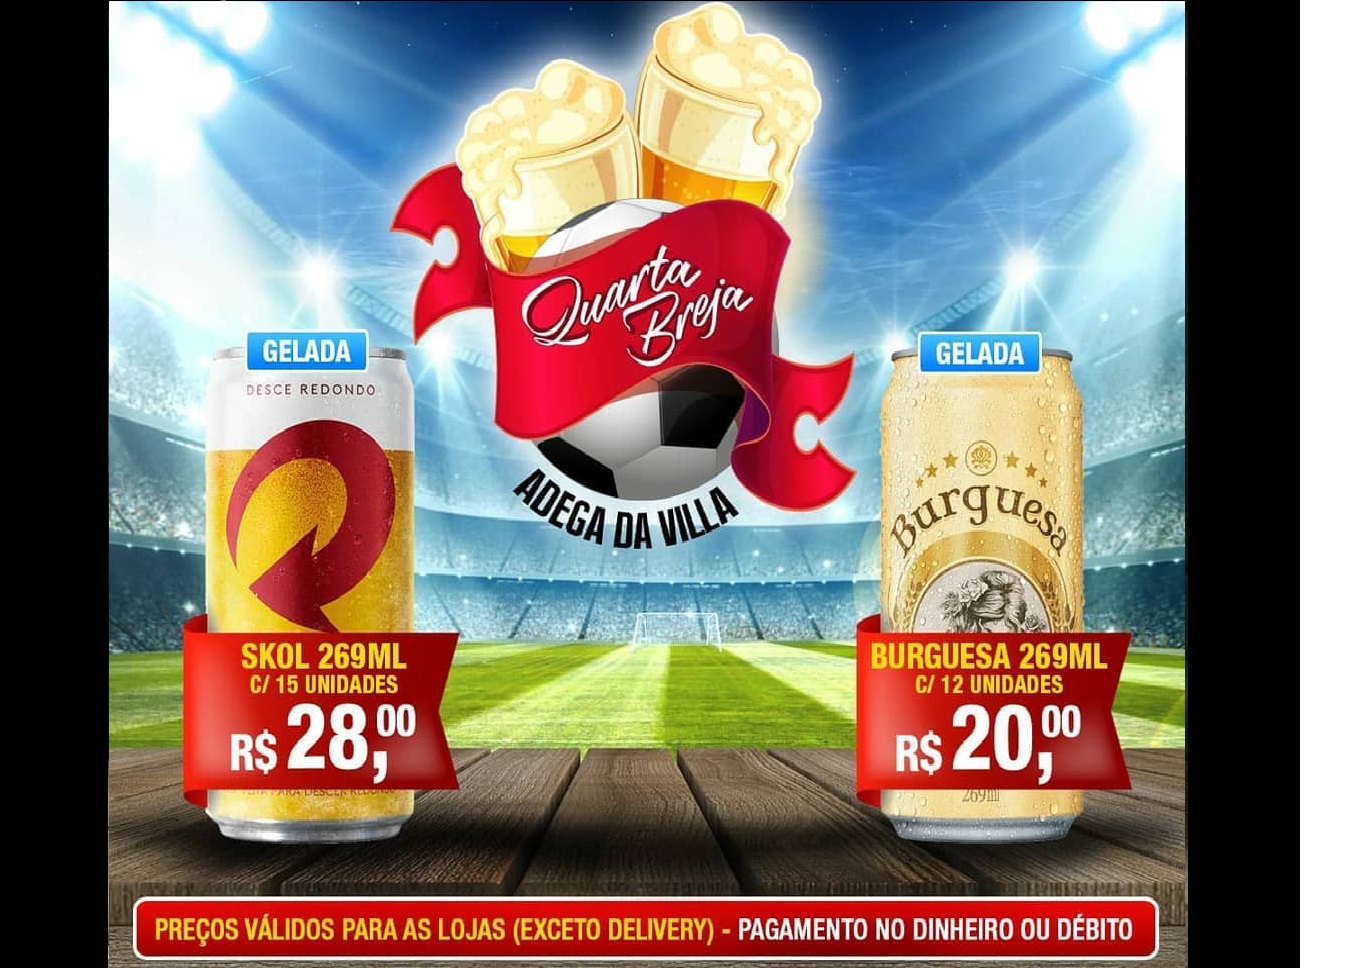 Quarta
Breja
ADEGA DA VILLA
GELADA
DESCE REDONDO
SKOL 269ML
C/ 15 UNIDADES
R$ 28,00
GELADA
Burguesa
BURGUESA 269ML
C/ 12 UNIDADES
R$ 20,00
269ml
PREÇOS VÁLIDOS PARA AS LOJAS (EXCETO DELIVERY) - PAGAMENTO NO DINHEIRO OU DÉBITO